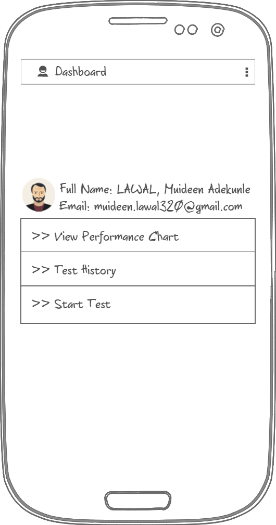 Dashboard
Full Name: LAWAL, Muideen Adekunle
Email: muideen.lawal320@gmail.com
>> View Performance Chart
>> Test History
>> Start Test